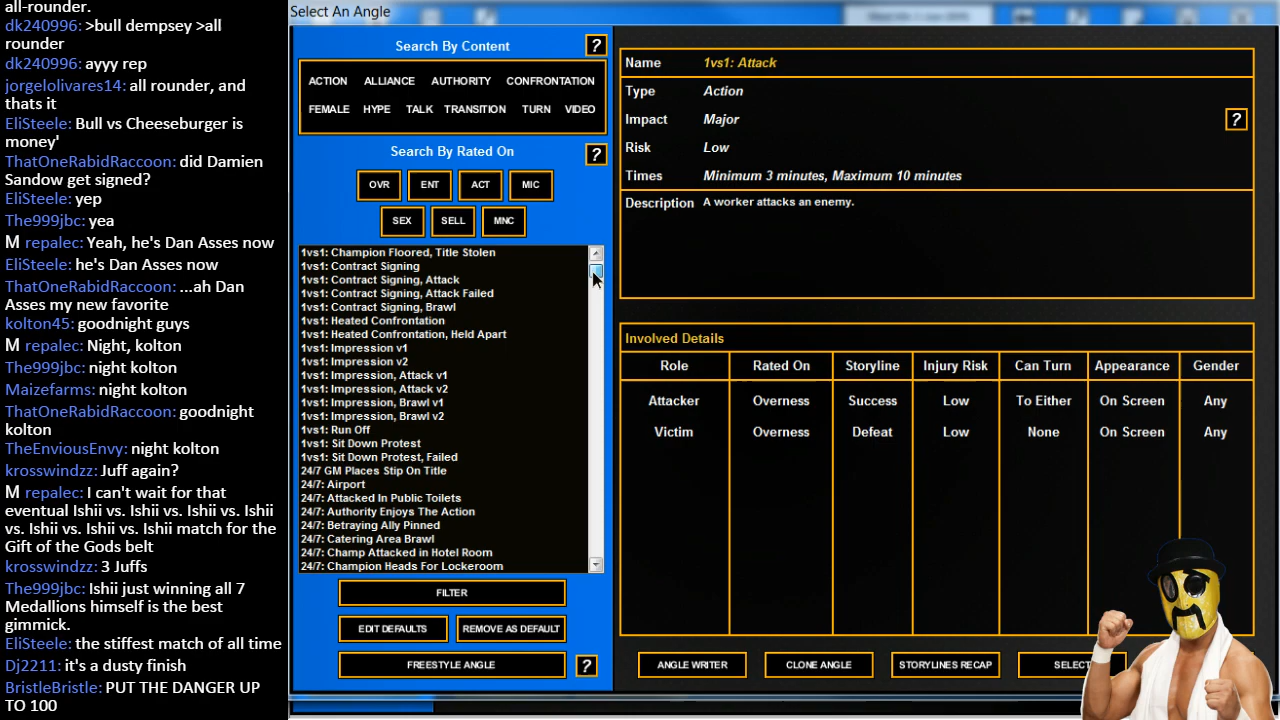 all-rounder.
dk240996: >bull dempsey >all
rounder
dk240996: ayyy rep
jorgelolivares14: all rounder, and
thats it
EliSteele: Bull vs Cheeseburger is
money'
ThatOneRabidRaccoon: did Damien
Sandow get signed?
EliSteele: yep
The999jbc: yea
M repalec: Yeah, he's Dan Asses now
EliSteele: he's Dan Asses now
ThatOneRabidRaccoon: ...ah Dan
Asses my new favorite
kolton45: goodnight guys
M repalec: Night, kolton
The999jbc: night kolton
Maizefarms: night kolton
ThatOneRabidRaccoon: goodnight
kolton
TheEnviousEnvy: night kolton
krosswindzz: Juff again?
M repalec: I can't wait for that
eventual Ishii vs. Ishii vs. Ishii vs. Ishii
vs. Ishii vs. Ishii vs. Ishii match for the
Gift of the Gods belt
krosswindzz: 3 Juffs
The999jbc: Ishii just winning all 7
Medallions himself is the best
gimmick.
EliSteele: the stiffest match of all time
Dj2211: it's a dusty finish
BristleBristle: PUT THE DANGER UP
TO 100
Select An Angle
Search By Content ?
ACTION ALLIANCE AUTHORITY CONFRONTATION
FEMALE HYPE TALK TRANSITION TURN VIDEO
Search By Rated On ?
OVR ENT ACT MIC
SEX SELL MNC
1vs1: Champion Floored, Title Stolen
1vs1: Contract Signing
1vs1: Contract Signing, Attack
1vs1: Contract Signing, Attack Failed
1vs1: Contract Signing, Brawl
1vs1: Heated Confrontation
1vs1: Heated Confrontation, Held Apart
1vs1: Impression v1
1vs1: Impression v2
1vs1: Impression, Attack v1
1vs1: Impression, Attack v2
1vs1: Impression, Brawl v1
1vs1: Impression, Brawl v2
1vs1: Run Off
1vs1: Sit Down Protest
1vs1: Sit Down Protest, Failed
24/7 GM Places Stip On Title
24/7: Airport
24/7: Attacked In Public Toilets
24/7: Authority Enjoys The Action
24/7: Betraying Ally Pinned
24/7: Catering Area Brawl
24/7: Champ Attacked in Hotel Room
24/7: Champion Heads For Lockeroom
FILTER
EDIT DEFAULTS REMOVE AS DEFAULT
FREESTYLE ANGLE ?
Name 1vs1: Attack
Type Action
Impact Major ?
Risk Low
Times Minimum 3 minutes, Maximum 10 minutes
Description A worker attacks an enemy.
Involved Details
Role Rated On Storyline Injury Risk Can Turn Appearance Gender
Attacker Overness Success Low To Either On Screen Any
Victim Overness Defeat Low None On Screen Any
ANGLE WRITER CLONE ANGLE STORYLINES RECAP SELECT